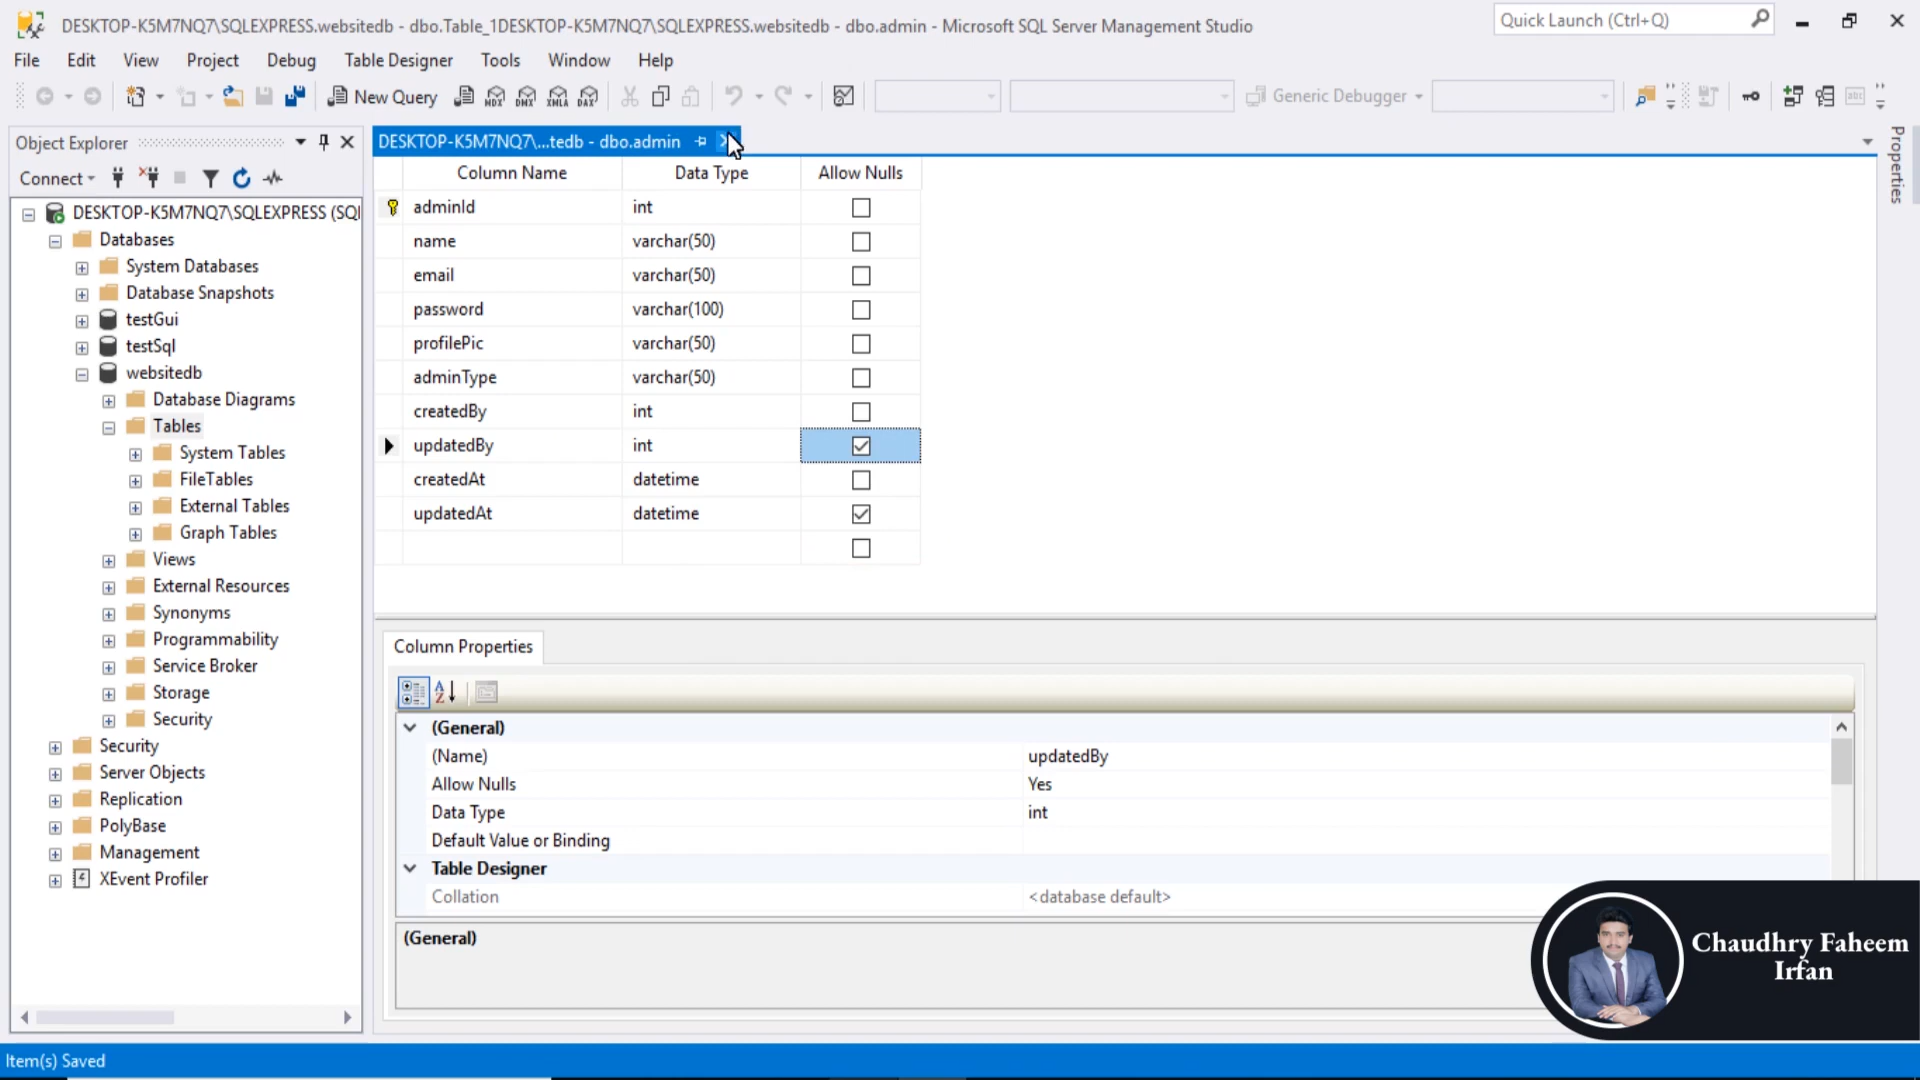 DESKTOP-K5M7NQ7\SQLEXPRESS.websitedb - dbo.Table_1DESKTOP-K5M7NQ7\SQLEXPRESS.websitedb - dbo.admin - Microsoft SQL Server Management Studio
Quick Launch (Ctrl+Q)
File Edit View Project Debug Table Designer Tools Window Help
New Query MDX DMX XMLA DAX Generic Debugger abc
Object Explorer
Connect
DESKTOP-K5M7NQ7\SQLEXPRESS (SQ
Databases
System Databases
Database Snapshots
testGui
testSql
websitedb
Database Diagrams
Tables
System Tables
FileTables
External Tables
Graph Tables
Views
External Resources
Synonyms
Programmability
Service Broker
Storage
Security
Security
Server Objects
Replication
PolyBase
Management
XEvent Profiler
DESKTOP-K5M7NQ7\...tedb - dbo.admin
Column Name Data Type Allow Nulls
adminId int
name varchar(50)
email varchar(50)
password varchar(100)
profilePic varchar(50)
adminType varchar(50)
createdBy int
updatedBy int
createdAt datetime
updatedAt datetime
Column Properties
(General)
(Name) updatedBy
Allow Nulls Yes
Data Type int
Default Value or Binding
Table Designer
Collation <database default>
(General)
Properties
Chaudhry Faheem
Irfan
Item(s) Saved